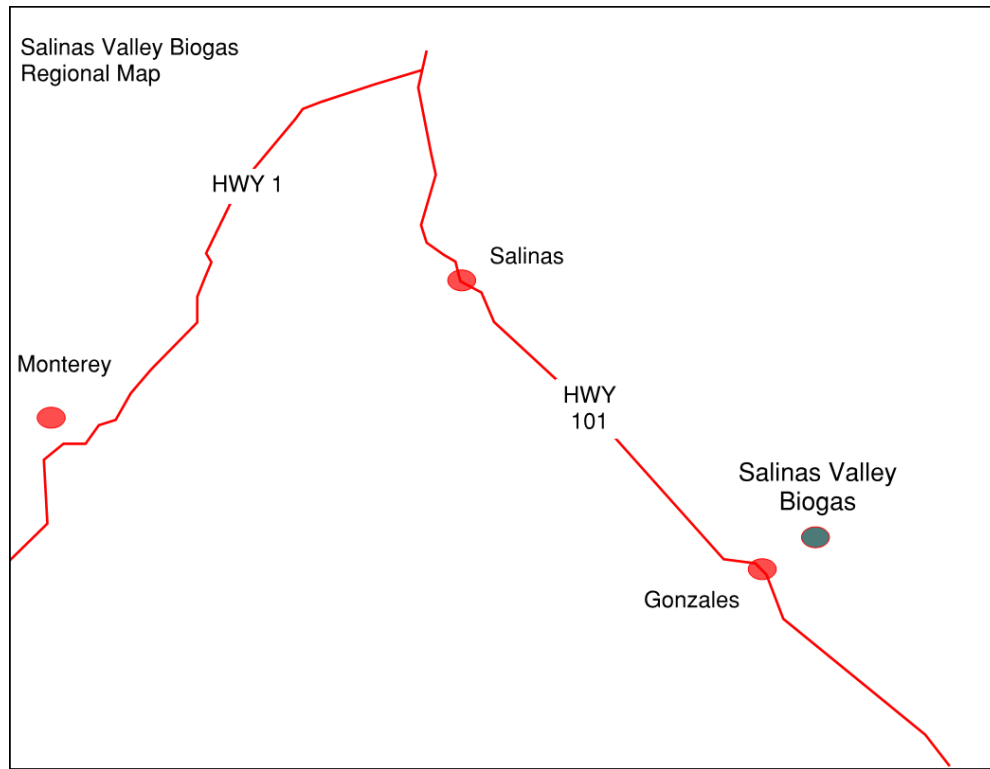 Salinas Valley Biogas
Regional Map
HWY 1
Salinas
Monterey
HWY
101
Salinas Valley
Biogas
Gonzales